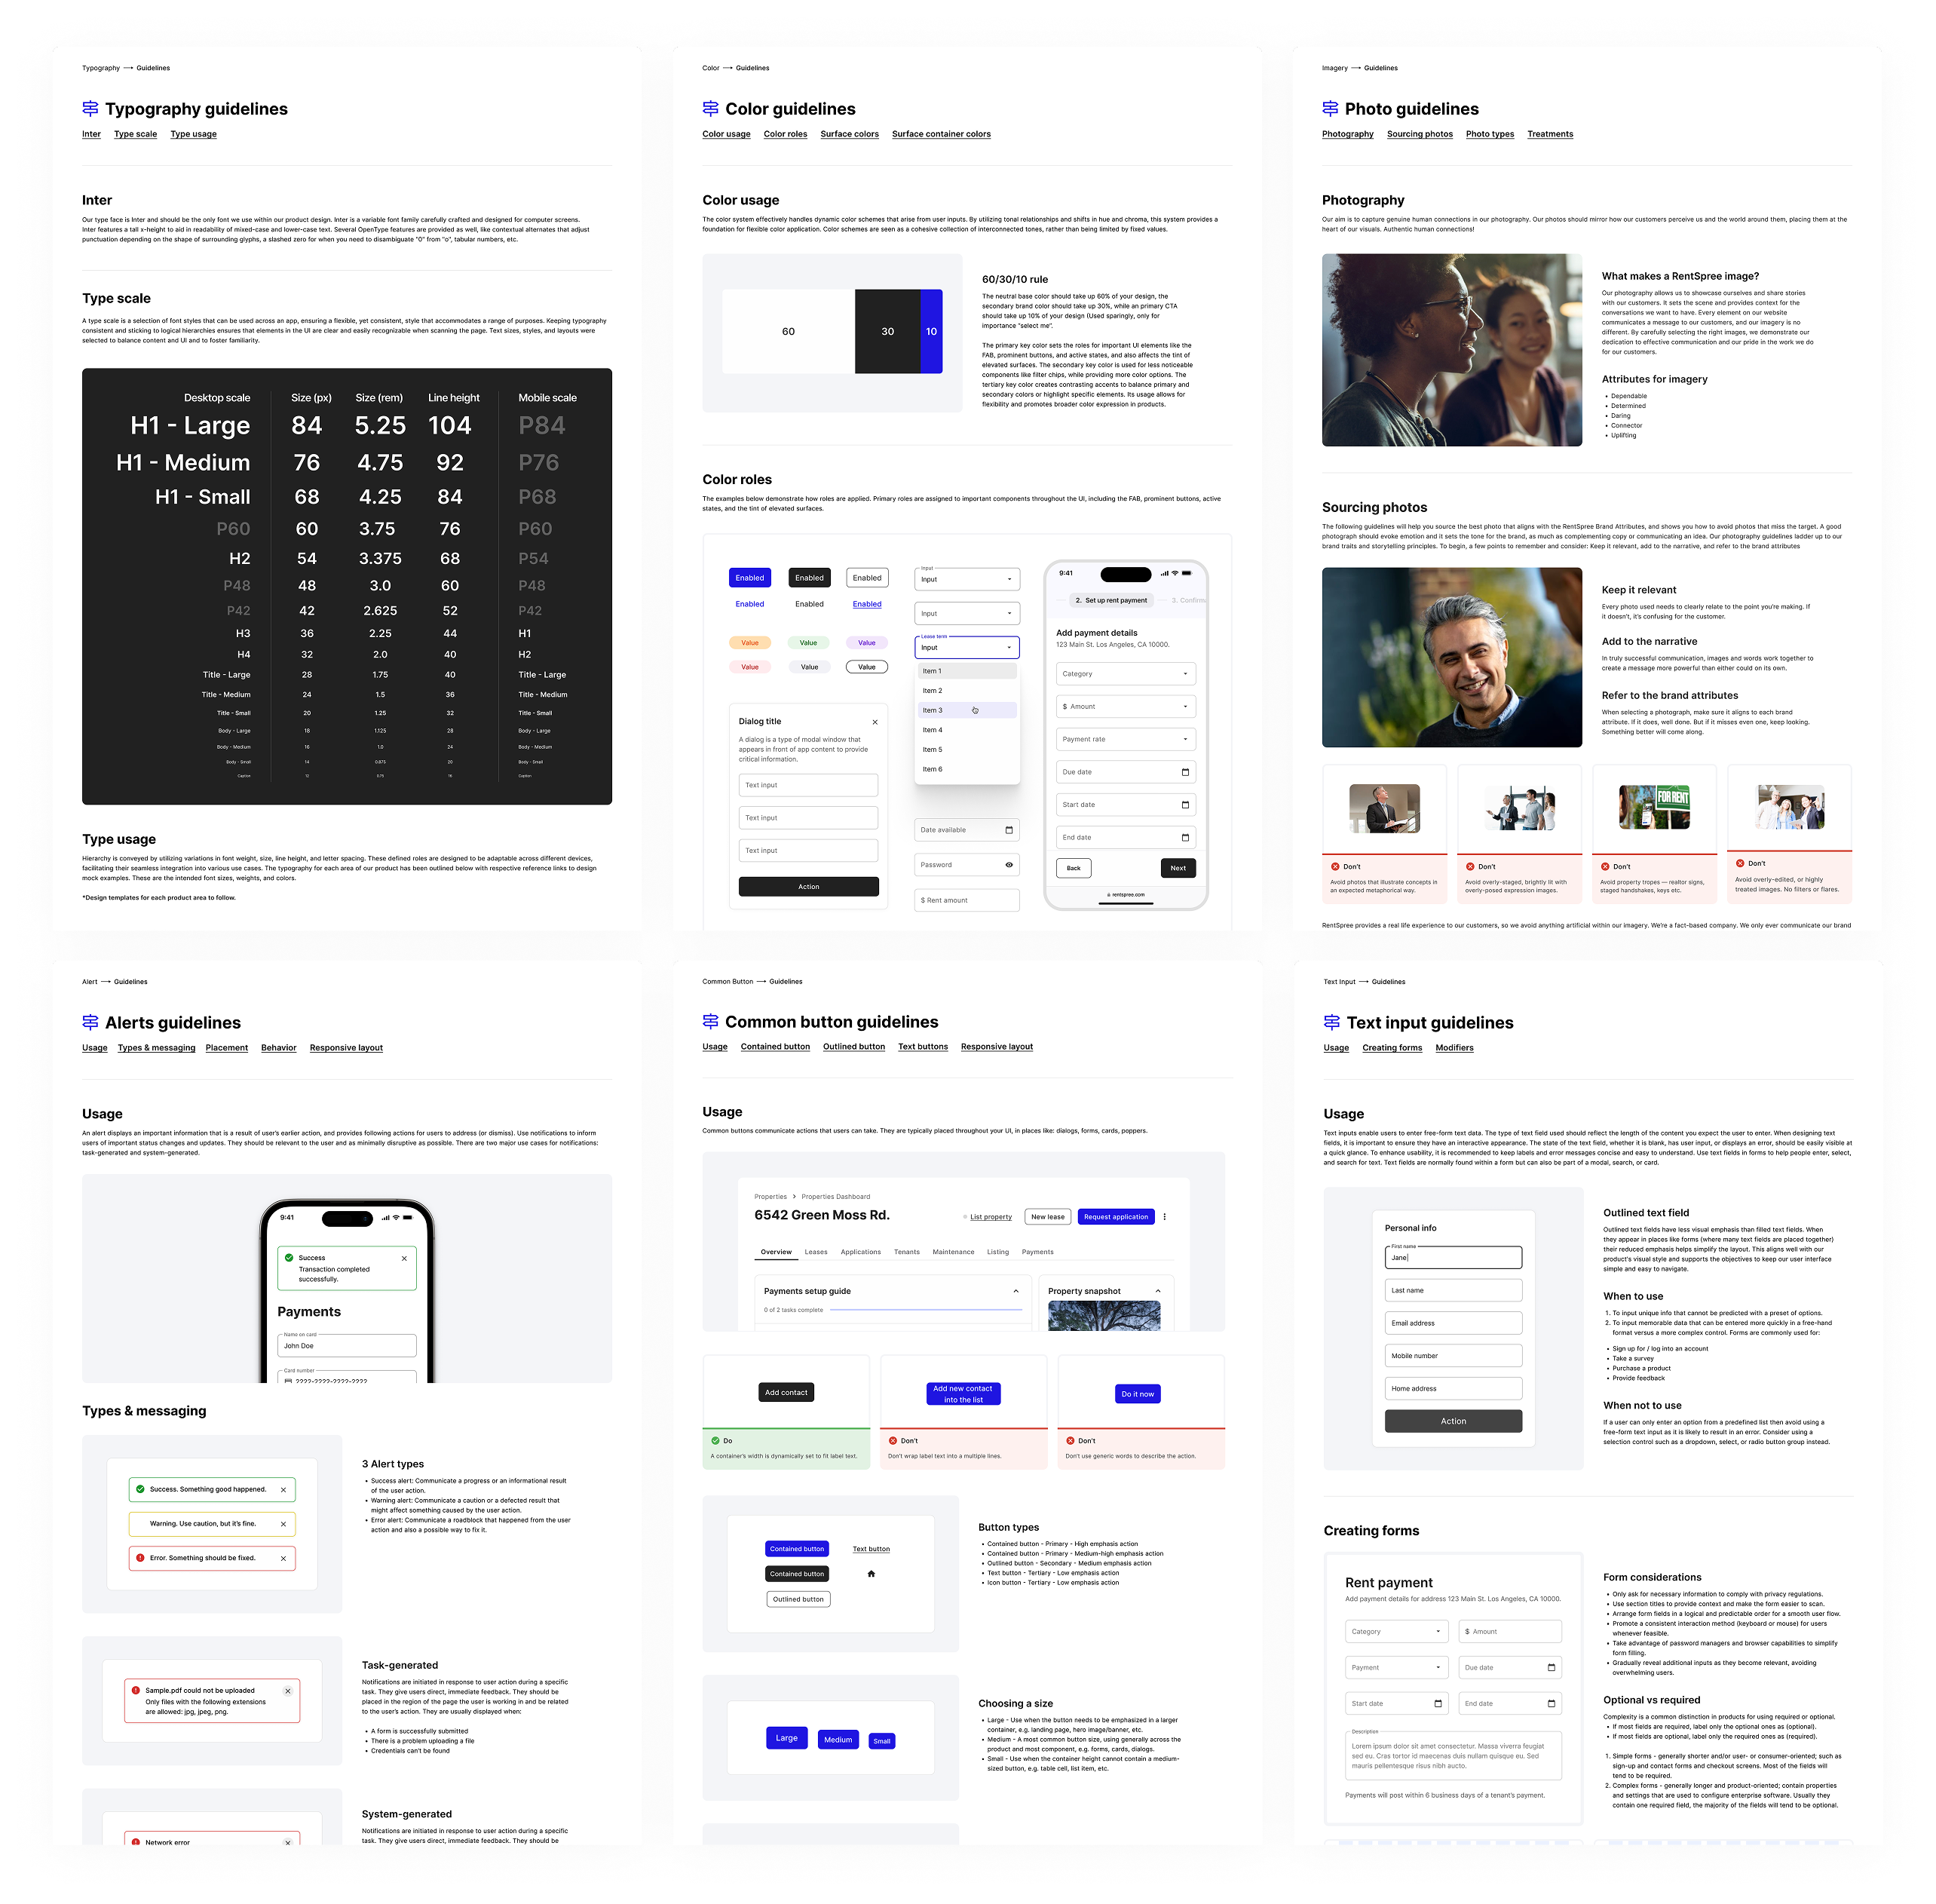 Typography → Guidelines
Typography guidelines
Inter Type scale Type usage
Inter
Our type face is Inter and should be the only font we use within our product design. Inter is a variable font family carefully crafted and designed for computer screens.
Inter features a tall x-height to aid in readability of mixed-case and lower-case text. Several OpenType features are provided as well, like contextual alternates that adjust
punctuation depending on the shape of surrounding glyphs, a slashed zero for when you need to disambiguate "0" from "o", tabular numbers, etc.
Type scale
A type scale is a selection of font styles that can be used across an app, ensuring a flexible, yet consistent, style that accommodates a range of purposes. Keeping typography
consistent and sticking to logical hierarchies ensures that elements in the UI are clear and easily recognizable when scanning the page. Text sizes, styles, and layouts were
selected to balance content and UI and to foster familiarity.
Desktop scale Size (px) Size (rem) Line height Mobile scale
H1 - Large 84 5.25 104 P84
H1 - Medium 76 4.75 92 P76
H1 - Small 68 4.25 84 P68
P60 60 3.75 76 P60
H2 54 3.375 68 P54
P48 48 3.0 60 P48
P42 42 2.625 52 P42
H3 36 2.25 44 H1
H4 32 2.0 40 H2
Title - Large 28 1.75 40 Title - Large
Title - Medium 24 1.5 36 Title - Medium
Title - Small 20 1.25 32 Title - Small
Body - Large 18 1.125 28 Body - Large
Body - Medium 16 1.0 24 Body - Medium
Body - Small 14 0.875 20 Body - Small
Caption 12 0.75 16 Caption
Type usage
Hierarchy is conveyed by utilizing variations in font weight, size, line height, and letter spacing. These defined roles are designed to be adaptable across different devices,
facilitating their seamless integration into various use cases. The typography for each area of our product has been outlined below with respective reference links to design
mock examples. These are the intended font sizes, weights, and colors.
*Design templates for each product area to follow.
Color → Guidelines
Color guidelines
Color usage Color roles Surface colors Surface container colors
Color usage
The color system effectively handles dynamic color schemes that arise from user inputs. By utilizing tonal relationships and shifts in hue and chroma, this system provides a
foundation for flexible color application. Color schemes are seen as a cohesive collection of interconnected tones, rather than being limited by fixed values.
60 30 10
60/30/10 rule
The neutral base color should take up 60% of your design, the
secondary brand color should take up 30%, while an primary CTA
should take up 10% of your design (Used sparingly, only for
importance "select me".
The primary key color sets the roles for important UI elements like the
FAB, prominent buttons, and active states, and also affects the tint of
elevated surfaces. The secondary key color is used for less noticeable
components like filter chips, while providing more color options. The
tertiary key color creates contrasting accents to balance primary and
secondary colors or highlight specific elements. Its usage allows for
flexibility and promotes broader color expression in products.
Color roles
The examples below demonstrate how roles are applied. Primary roles are assigned to important components throughout the UI, including the FAB, prominent buttons, active
states, and the tint of elevated surfaces.
Enabled Enabled Enabled
Enabled Enabled Enabled
Value Value Value
Value Value Value
Dialog title
A dialog is a type of modal window that
appears in front of app content to provide
critical information.
Text input
Text input
Text input
Action
Input
Input
Input
Lease term
Input
Item 1
Item 2
Item 3
Item 4
Item 5
Item 6
Date available
Password
$ Rent amount
9:41
2. Set up rent payment 3. Confirm
Add payment details
123 Main St. Los Angeles, CA 10000.
Category
$ Amount
Payment rate
Due date
Start date
End date
Back Next
rentspree.com
Imagery → Guidelines
Photo guidelines
Photography Sourcing photos Photo types Treatments
Photography
Our aim is to capture genuine human connections in our photography. Our photos should mirror how our customers perceive us and the world around them, placing them at the
heart of our visuals. Authentic human connections!
What makes a RentSpree image?
Our photography allows us to showcase ourselves and share stories
with our customers. It sets the scene and provides context for the
conversations we want to have. Every element on our website
communicates a message to our customers, and our imagery is no
different. By carefully selecting the right images, we demonstrate our
dedication to effective communication and our pride in the work we do
for our customers.
Attributes for imagery
• Dependable
• Determined
• Daring
• Connector
• Uplifting
Sourcing photos
The following guidelines will help you source the best photo that aligns with the RentSpree Brand Attributes, and shows you how to avoid photos that miss the target. A good
photograph should evoke emotion and it sets the tone for the brand, as much as complementing copy or communicating an idea. Our photography guidelines ladder up to our
brand traits and storytelling principles. To begin, a few points to remember and consider: Keep it relevant, add to the narrative, and refer to the brand attributes
Keep it relevant
Every photo used needs to clearly relate to the point you're making. If
it doesn't, it's confusing for the customer.
Add to the narrative
In truly successful communication, images and words work together to
create a message more powerful than either could on its own.
Refer to the brand attributes
When selecting a photograph, make sure it aligns to each brand
attribute. If it does, well done. But if it misses even one, keep looking.
Something better will come along.
Don't
Avoid photos that illustrate concepts in
an expected metaphorical way.
Don't
Avoid overly-staged, brightly lit with
overly-posed expression images.
FOR RENT
Don't
Avoid property tropes — realtor signs,
staged handshakes, keys etc.
Don't
Avoid overly-edited, or highly
treated images. No filters or flares.
RentSpree provides a real life experience to our customers, so we avoid anything artificial within our imagery. We're a fact-based company. We only ever communicate our brand
Alert → Guidelines
Alerts guidelines
Usage Types & messaging Placement Behavior Responsive layout
Usage
An alert displays an important information that is a result of user's earlier action, and provides following actions for users to address (or dismiss). Use notifications to inform
users of important status changes and updates. They should be relevant to the user and as minimally disruptive as possible. There are two major use cases for notifications:
task-generated and system-generated.
9:41
Success
Transaction completed
successfully.
Payments
Name on card
John Doe
Card number
????-????-????-????
Types & messaging
Success. Something good happened.
Warning. Use caution, but it's fine.
Error. Something should be fixed.
3 Alert types
• Success alert: Communicate a progress or an informational result
of the user action.
• Warning alert: Communicate a caution or a defected result that
might affect something caused by the user action.
• Error alert: Communicate a roadblock that happened from the user
action and also a possible way to fix it.
Sample.pdf could not be uploaded
Only files with the following extensions
are allowed: jpg, jpeg, png.
Task-generated
Notifications are initiated in response to user action during a specific
task. They give users direct, immediate feedback. They should be
placed in the region of the page the user is working in and be related
to the user's action. They are usually displayed when:
• A form is successfully submitted
• There is a problem uploading a file
• Credentials can't be found
Network error
System-generated
Notifications are initiated in response to user action during a specific
task. They give users direct, immediate feedback. They should be
Common Button → Guidelines
Common button guidelines
Usage Contained button Outlined button Text buttons Responsive layout
Usage
Common buttons communicate actions that users can take. They are typically placed throughout your UI, in places like: dialogs, forms, cards, poppers.
Properties > Properties Dashboard
6542 Green Moss Rd.
List property New lease Request application
Overview Leases Applications Tenants Maintenance Listing Payments
Payments setup guide
0 of 2 tasks complete
Property snapshot
Add contact
Do
A container's width is dynamically set to fit label text.
Add new contact
into the list
Don't
Don't wrap label text into a multiple lines.
Do it now
Don't
Don't use generic words to describe the action.
Contained button Text button
Contained button
Outlined button
Button types
• Contained button - Primary - High emphasis action
• Contained button - Primary - Medium-high emphasis action
• Outlined button - Secondary - Medium emphasis action
• Text button - Tertiary - Low emphasis action
• Icon button - Tertiary - Low emphasis action
Large Medium Small
Choosing a size
• Large - Use when the button needs to be emphasized in a larger
container, e.g. landing page, hero image/banner, etc.
• Medium - A most common button size, using generally across the
product and most component, e.g. forms, cards, dialogs.
• Small - Use when the container height cannot contain a medium-
sized button, e.g. table cell, list item, etc.
Text Input → Guidelines
Text input guidelines
Usage Creating forms Modifiers
Usage
Text inputs enable users to enter free-form text data. The type of text field used should reflect the length of the content you expect the user to enter. When designing text
fields, it is important to ensure they have an interactive appearance. The state of the text field, whether it is blank, has user input, or displays an error, should be easily visible at
a quick glance. To enhance usability, it is recommended to keep labels and error messages concise and easy to understand. Use text fields in forms to help people enter, select,
and search for text. Text fields are normally found within a form but can also be part of a modal, search, or card.
Personal info
First name
Jane
Last name
Email address
Mobile number
Home address
Action
Outlined text field
Outlined text fields have less visual emphasis than filled text fields. When
they appear in places like forms (where many text fields are placed together)
their reduced emphasis helps simplify the layout. This aligns well with our
product's visual style and supports the objectives to keep our user interface
simple and easy to navigate.
When to use
1. To input unique info that cannot be predicted with a preset of options.
2. To input memorable data that can be entered more quickly in a free-hand
format versus a more complex control. Forms are commonly used for:
• Sign up for / log into an account
• Take a survey
• Purchase a product
• Provide feedback
When not to use
If a user can only enter an option from a predefined list then avoid using a
free-form text input as it is likely to result in an error. Consider using a
selection control such as a dropdown, select, or radio button group instead.
Creating forms
Rent payment
Add payment details for address 123 Main St. Los Angeles, CA 10000.
Category $ Amount
Payment Due date
Start date End date
Description
Lorem ipsum dolor sit amet consectetur. Massa viverra feugiat
sed eu. Cras tortor id maecenas duis nullam quisque eu. Sed
mauris pellentesque risus nibh aucto.
Payments will post within 6 business days of a tenant's payment.
Form considerations
• Only ask for necessary information to comply with privacy regulations.
• Use section titles to provide context and make the form easier to scan.
• Arrange form fields in a logical and predictable order for a smooth user flow.
• Promote a consistent interaction method (keyboard or mouse) for users
whenever feasible.
• Take advantage of password managers and browser capabilities to simplify
form filling.
• Gradually reveal additional inputs as they become relevant, avoiding
overwhelming users.
Optional vs required
Complexity is a common distinction in products for using required or optional.
• If most fields are required, label only the optional ones as (optional).
• If most fields are optional, label only the required ones as (required).
1. Simple forms - generally shorter and/or user- or consumer-oriented; such as
sign-up and contact forms and checkout screens. Most of the fields will
tend to be required.
2. Complex forms - generally longer and product-oriented; contain properties
and settings that are used to configure enterprise software. Usually they
contain one required field, the majority of the fields will tend to be optional.